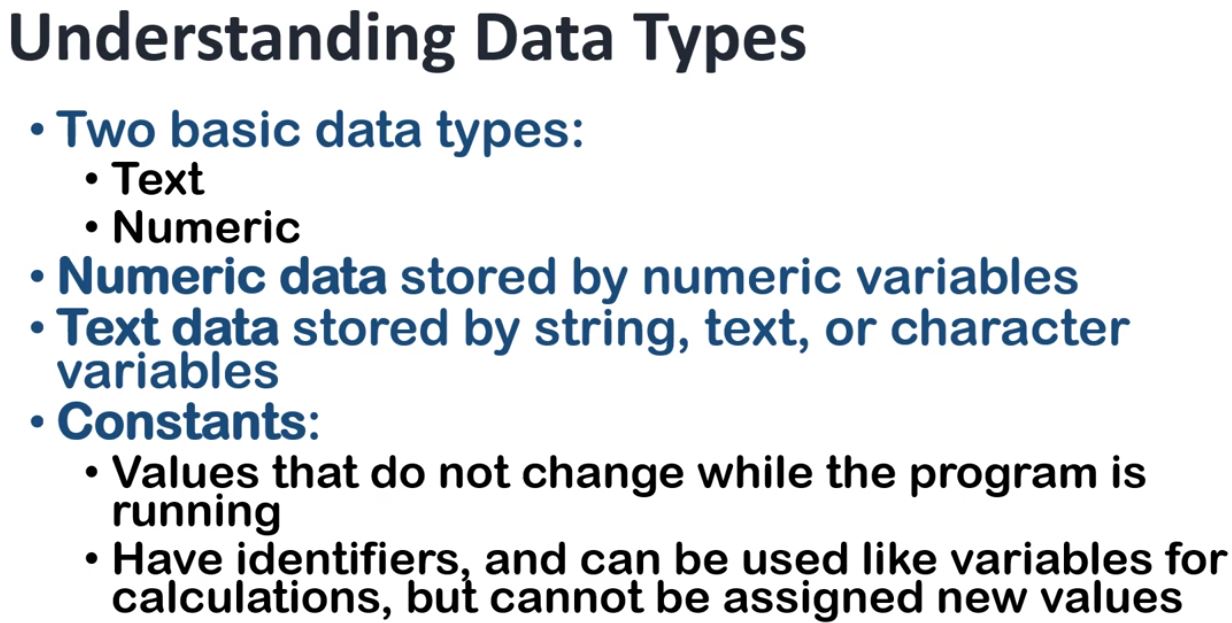 Understanding Data Types
• Two basic data types:
• Text
• Numeric
• Numeric data stored by numeric variables
• Text data stored by string, text, or character
variables
• Constants:
• Values that do not change while the program is
running
• Have identifiers, and can be used like variables for
calculations, but cannot be assigned new values